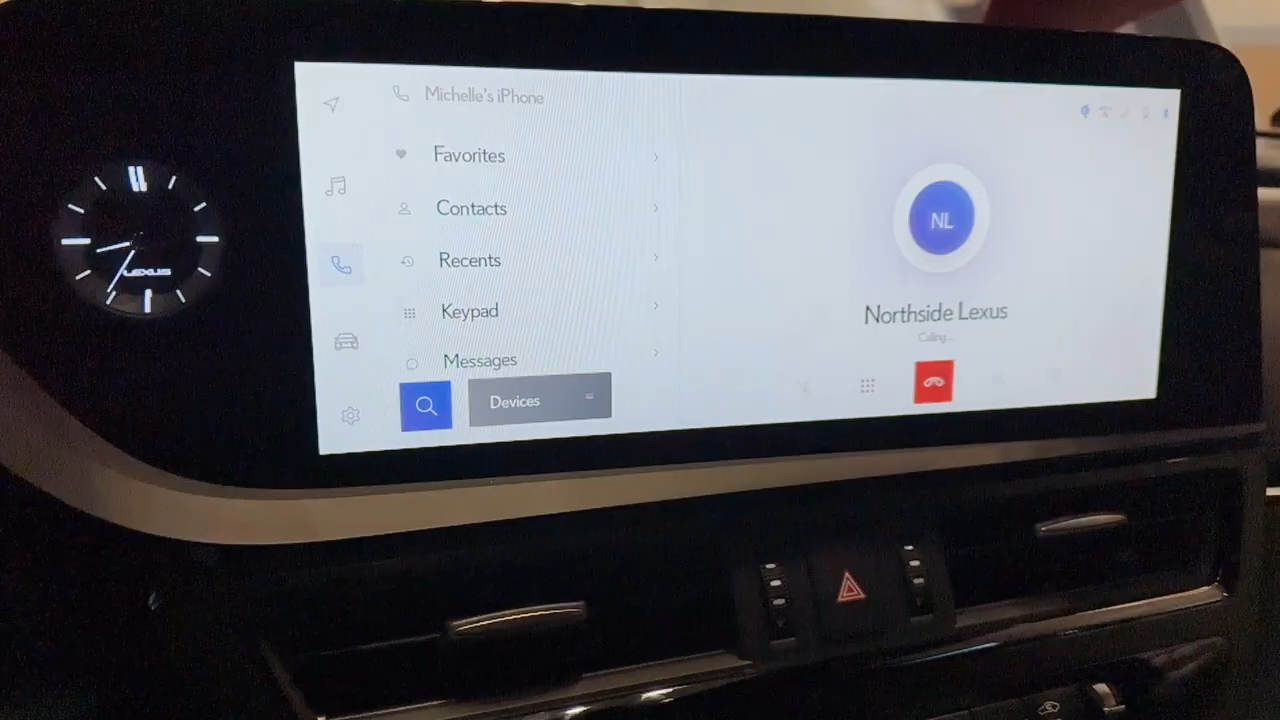 Michelle's iPhone
Favorites
Contacts
Recents
Keypad
Messages
Devices
NL
Northside Lexus
Calling...
LEXUS